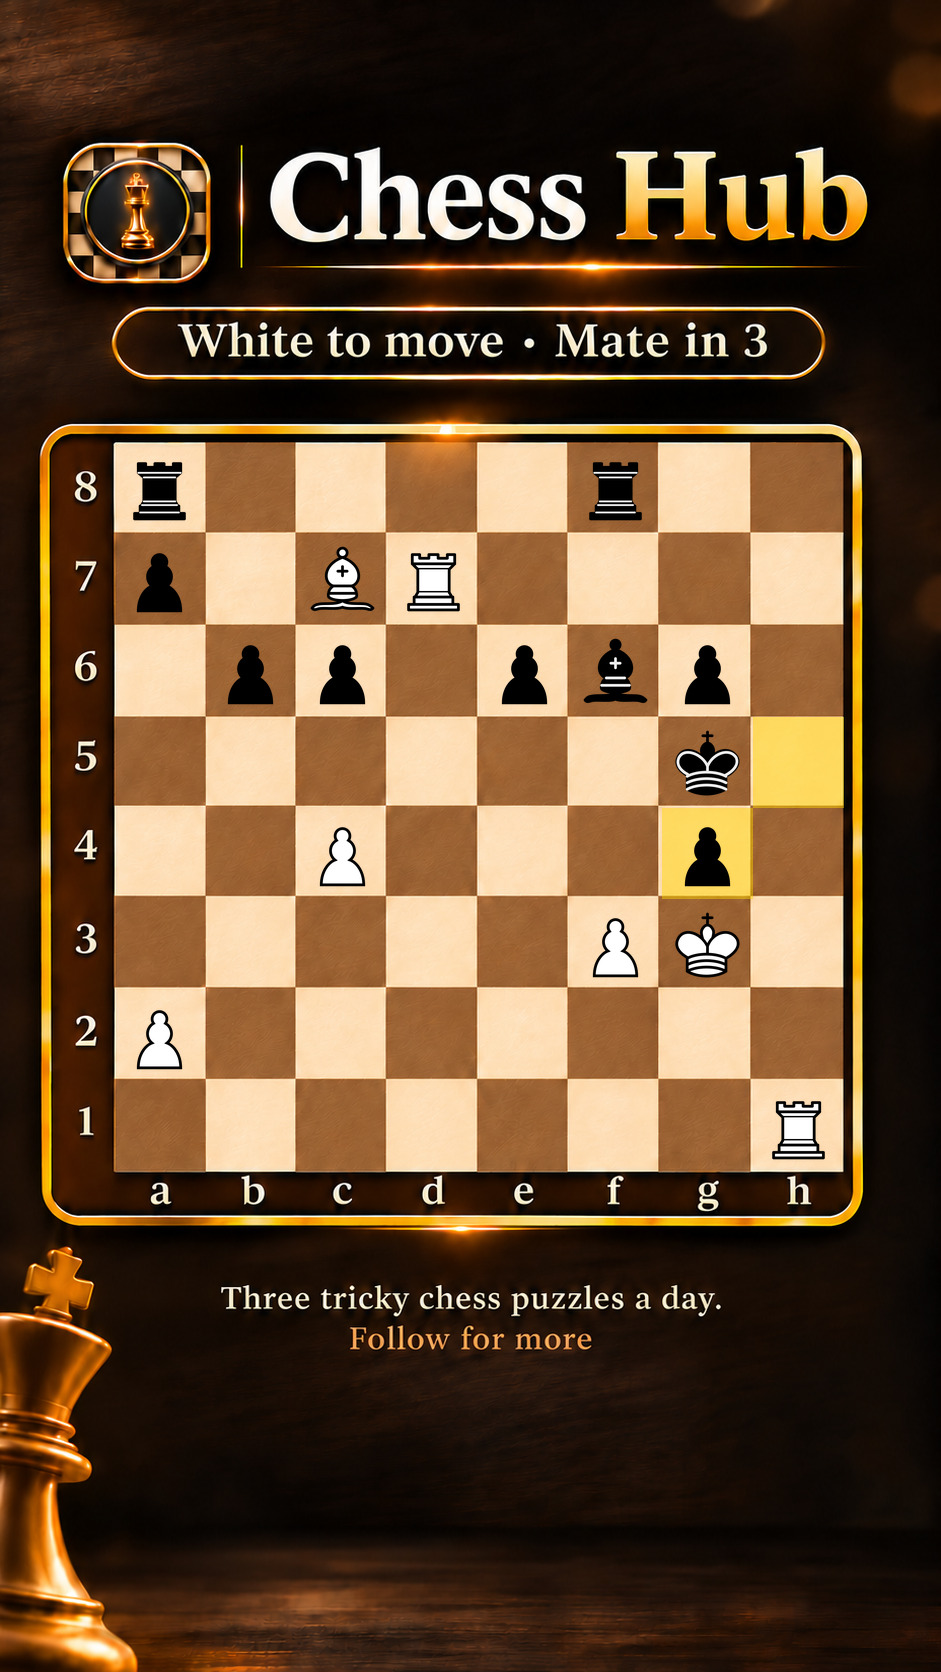 Chess Hub
White to move • Mate in 3
8
7
6
5
4
3
2
1
a b c d e f g h
Three tricky chess puzzles a day.
Follow for more